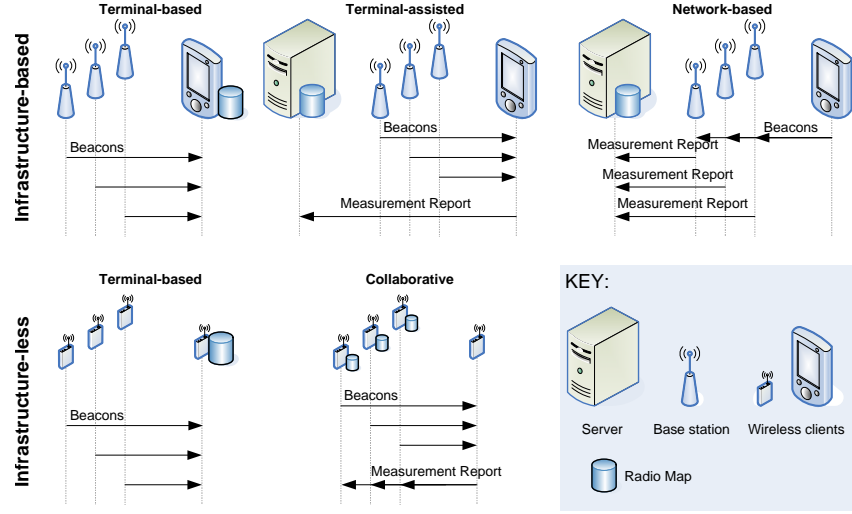 Terminal-based
Terminal-assisted
Network-based
Infrastructure-based
Beacons
Beacons
Measurement Report
Measurement Report
Measurement Report
Measurement Report
Terminal-based
Collaborative
Infrastructure-less
Beacons
Beacons
Measurement Report
KEY:
Server
Base station
Wireless clients
Radio Map